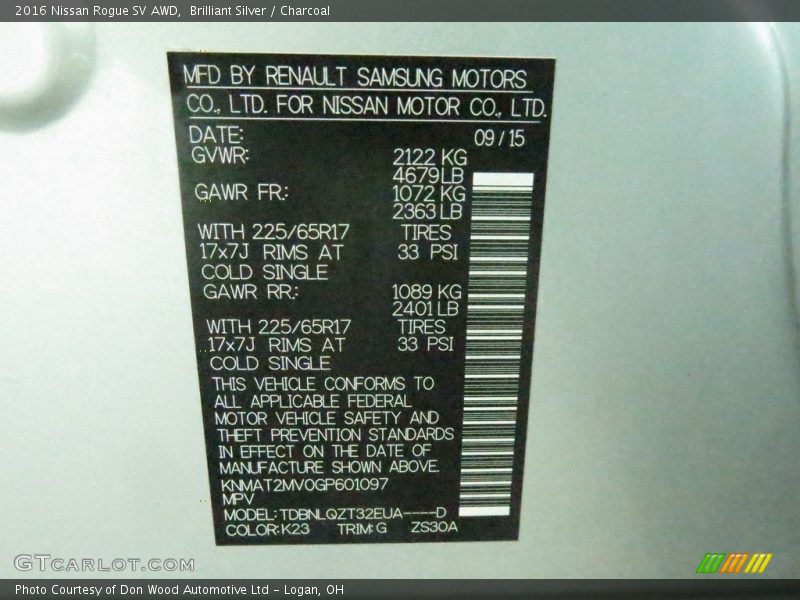 2016 Nissan Rogue SV AWD, Brilliant Silver / Charcoal
MFD BY RENAULT SAMSUNG MOTORS
CO., LTD. FOR NISSAN MOTOR CO., LTD.
DATE: 09/15
GVWR: 2122 KG
4679LB
GAWR FR.: 1072 KG
2363 LB
WITH 225/65R17 TIRES
17x7J RIMS AT 33 PSI
COLD SINGLE
GAWR RR.: 1089 KG
2401 LB
WITH 225/65R17 TIRES
17x7J RIMS AT 33 PSI
COLD SINGLE
THIS VEHICLE CONFORMS TO
ALL APPLICABLE FEDERAL
MOTOR VEHICLE SAFETY AND
THEFT PREVENTION STANDARDS
IN EFFECT ON THE DATE OF
MANUFACTURE SHOWN ABOVE.
KNMAT2MV0GP601097
MPV
MODEL: TDBNLQZT32EUA----D
COLOR: K23 TRIM: G ZS30A
GTCARLOT.COM
Photo Courtesy of Don Wood Automotive Ltd - Logan, OH